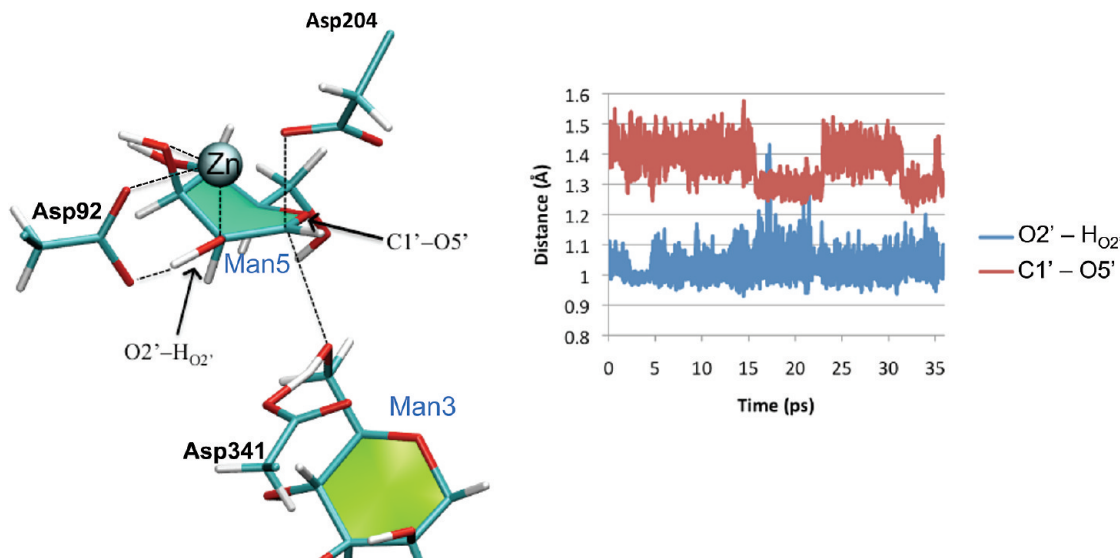 Asp204
Zn
Asp92
C1’–O5’
Man5
O2’–HO2’
Man3
Asp341
1.6
1.5
1.4
1.3
1.2
1.1
1
0.9
0.8
Distance (Å)
0 5 10 15 20 25 30 35
Time (ps)
O2’ – HO2’
C1’ – O5’